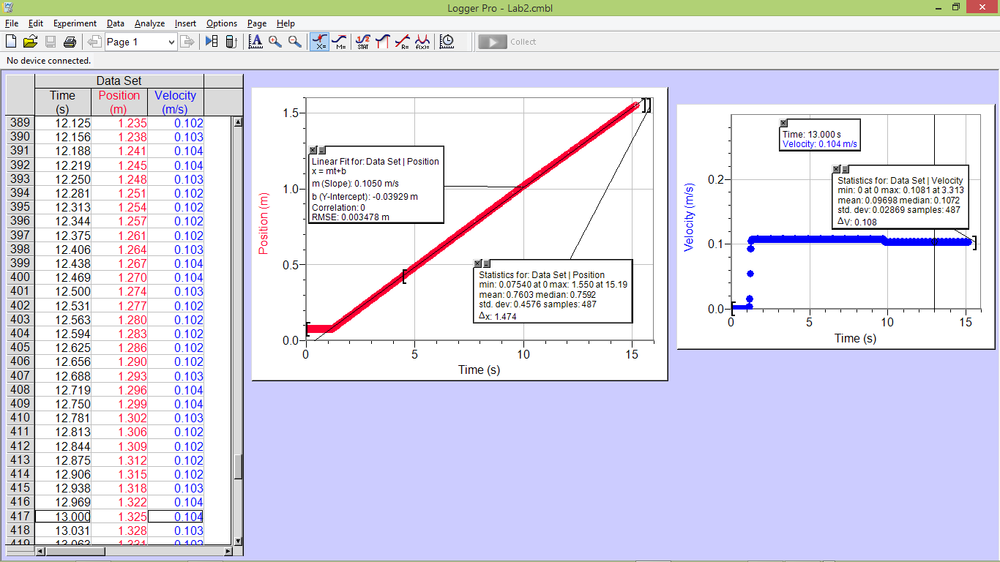 Logger Pro - Lab2.cmbl
File Edit Experiment Data Analyze Insert Options Page Help
Page 1
X= M= 1/2 STAT R= f(x)= Collect
No device connected.
Data Set
Time Position Velocity
(s) (m) (m/s)
389 12.125 1.235 0.102
390 12.156 1.238 0.103
391 12.188 1.241 0.104
392 12.219 1.245 0.104
393 12.250 1.248 0.103
394 12.281 1.251 0.102
395 12.313 1.254 0.102
396 12.344 1.257 0.102
397 12.375 1.261 0.102
398 12.406 1.264 0.103
399 12.438 1.267 0.104
400 12.469 1.270 0.104
401 12.500 1.274 0.103
402 12.531 1.277 0.102
403 12.563 1.280 0.102
404 12.594 1.283 0.102
405 12.625 1.286 0.102
406 12.656 1.290 0.102
407 12.688 1.293 0.103
408 12.719 1.296 0.104
409 12.750 1.299 0.104
410 12.781 1.302 0.103
411 12.813 1.306 0.102
412 12.844 1.309 0.102
413 12.875 1.312 0.102
414 12.906 1.315 0.102
415 12.938 1.318 0.103
416 12.969 1.322 0.104
417 13.000 1.325 0.104
418 13.031 1.328 0.103
419 13.063 1.331 0.102
Position (m)
1.5
1.0
0.5
0.0
0 5 10 15
Time (s)
Linear Fit for: Data Set | Position
x = mt+b
m (Slope): 0.1050 m/s
b (Y-Intercept): -0.03929 m
Correlation: 0
RMSE: 0.003478 m
Statistics for: Data Set | Position
min: 0.07540 at 0 max: 1.550 at 15.19
mean: 0.7603 median: 0.7592
std. dev: 0.4576 samples: 487
Δx: 1.474
Velocity (m/s)
0.2
0.1
0.0
0 5 10 15
Time (s)
Time: 13.000 s
Velocity: 0.104 m/s
Statistics for: Data Set | Velocity
min: 0 at 0 max: 0.1081 at 3.313
mean: 0.09698 median: 0.1072
std. dev: 0.02869 samples: 487
ΔV: 0.108